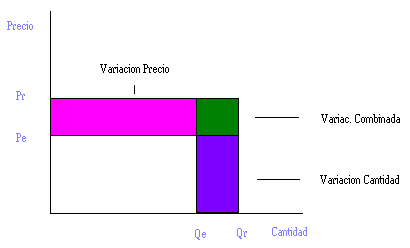 Precio
Variacion Precio
Pr
Variac. Combinada
Pe
Variacion Cantidad
Qe Qr Cantidad